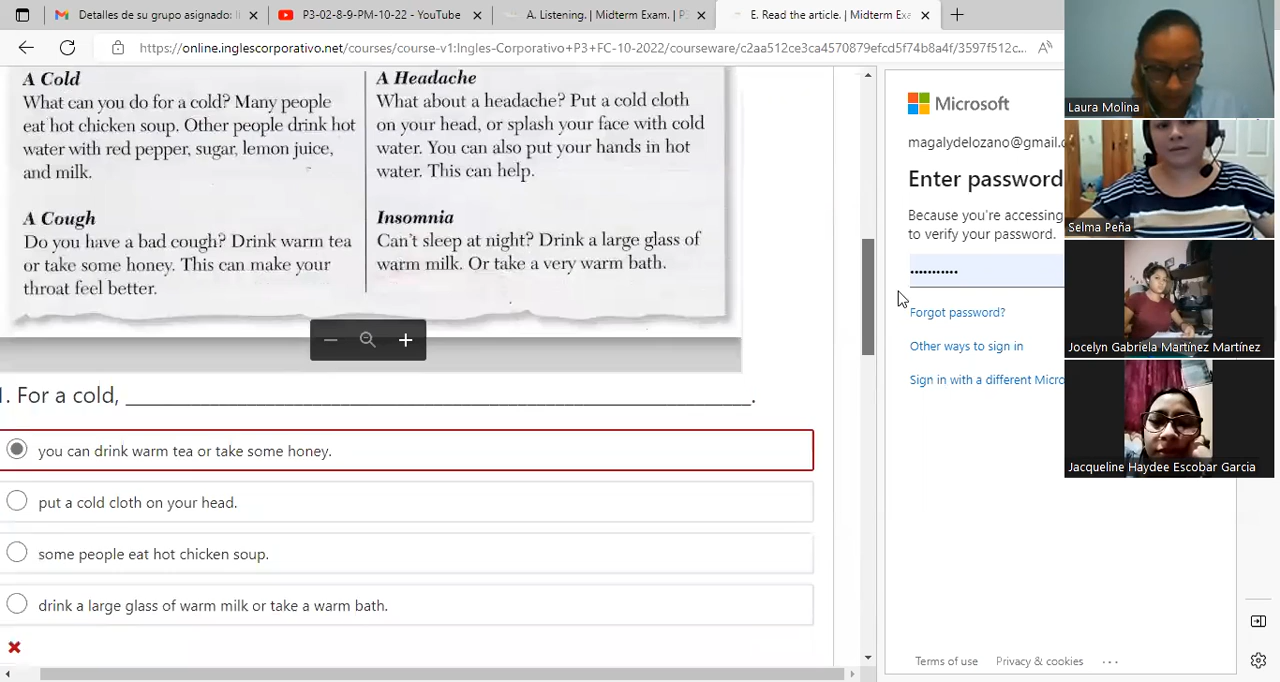 Detalles de su grupo asignado: II
P3-02-8-9-PM-10-22 - YouTube
A. Listening. | Midterm Exam. | P
E. Read the article. | Midterm Exa
https://online.inglescorporativo.net/courses/course-v1:Ingles-Corporativo+P3+FC-10-2022/courseware/c2aa512ce3ca4570879efcd5f74b8a4f/3597f512c...
A Cold
What can you do for a cold? Many people
eat hot chicken soup. Other people drink hot
water with red pepper, sugar, lemon juice,
and milk.
A Cough
Do you have a bad cough? Drink warm tea
or take some honey. This can make your
throat feel better.
A Headache
What about a headache? Put a cold cloth
on your head, or splash your face with cold
water. You can also put your hands in hot
water. This can help.
Insomnia
Can't sleep at night? Drink a large glass of
warm milk. Or take a very warm bath.
1. For a cold, ______________________________.
you can drink warm tea or take some honey.
put a cold cloth on your head.
some people eat hot chicken soup.
drink a large glass of warm milk or take a warm bath.
Microsoft
magalydelozano@gmail.c
Enter password
Because you're accessing
to verify your password.
Forgot password?
Other ways to sign in
Sign in with a different Micro
Terms of use Privacy & cookies ...
Laura Molina
Selma Peña
Jocelyn Gabriela Martínez Martínez
Jacqueline Haydee Escobar Garcia